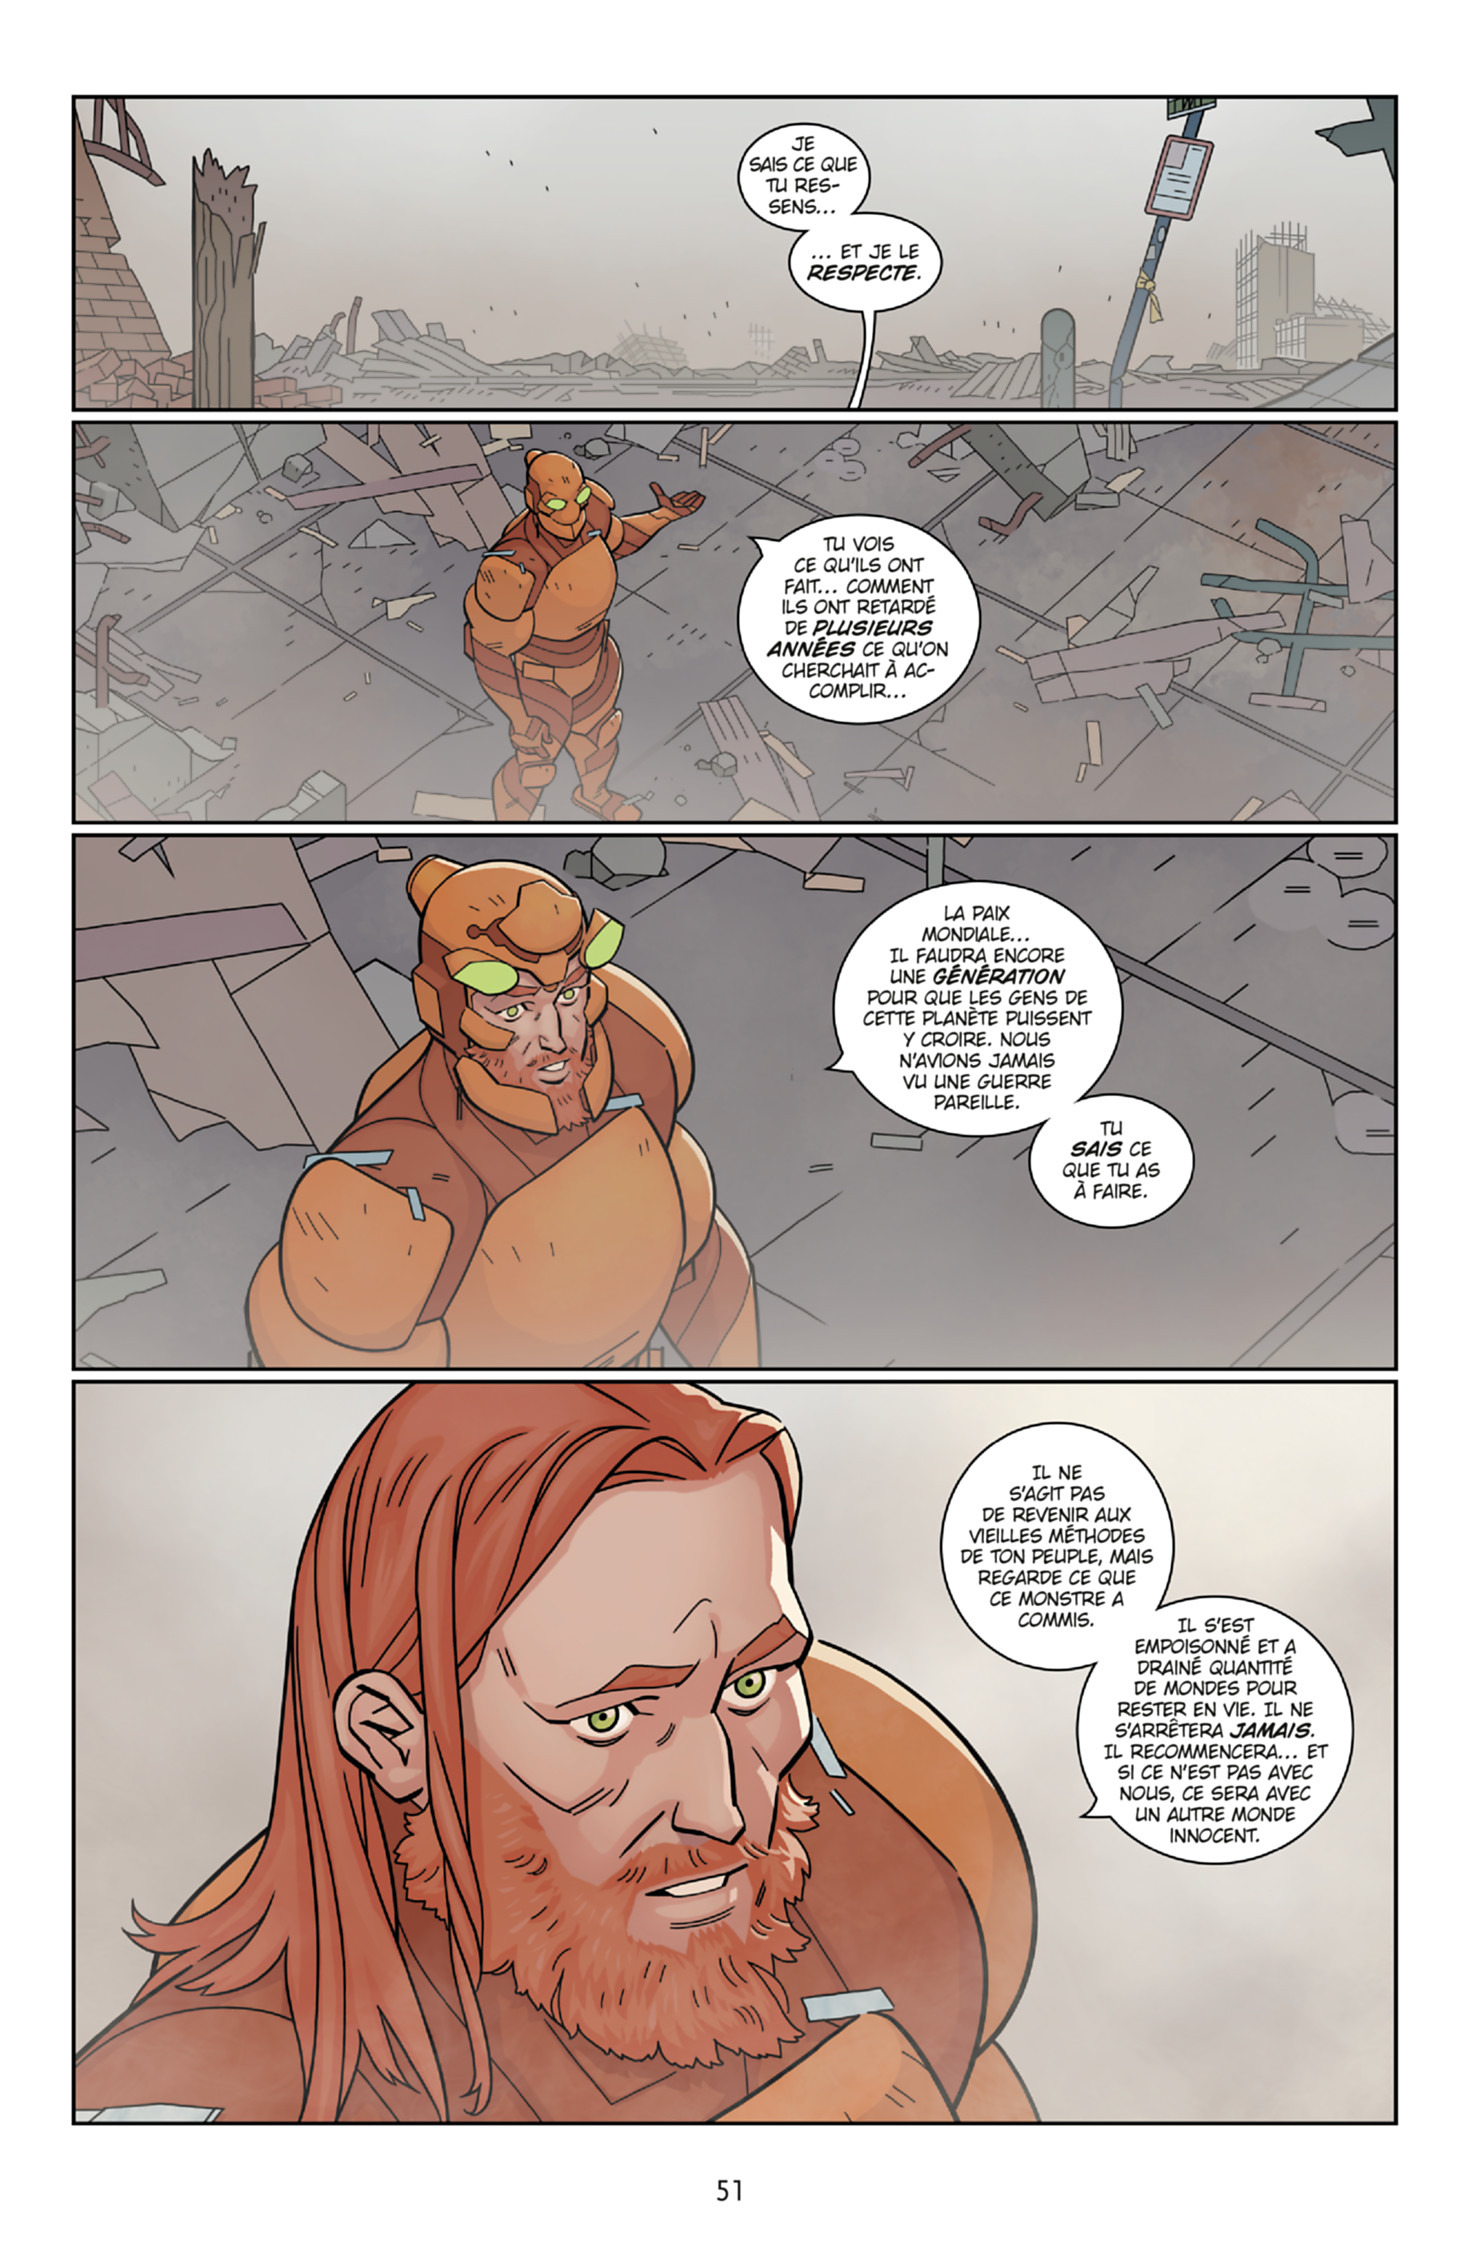 JE
SAIS CE QUE
TU RES-
SENS...
... ET JE LE
RESPECTE.
TU VOIS
CE QU'ILS ONT
FAIT... COMMENT
ILS ONT RETARDÉ
DE PLUSIEURS
ANNÉES CE QU'ON
CHERCHAIT À AC-
COMPLIR...
LA PAIX
MONDIALE...
IL FAUDRA ENCORE
UNE GÉNÉRATION
POUR QUE LES GENS DE
CETTE PLANÈTE PUISSENT
Y CROIRE. NOUS
N'AVIONS JAMAIS
VU UNE GUERRE
PAREILLE.
TU
SAIS CE
QUE TU AS
À FAIRE.
IL NE
S'AGIT PAS
DE REVENIR AUX
VIEILLES MÉTHODES
DE TON PEUPLE, MAIS
REGARDE CE QUE
CE MONSTRE A
COMMIS.
IL S'EST
EMPOISONNÉ ET A
DRAINÉ QUANTITÉ
DE MONDES POUR
RESTER EN VIE. IL NE
S'ARRÊTERA JAMAIS.
IL RECOMMENCERA... ET
SI CE N'EST PAS AVEC
NOUS, CE SERA AVEC
UN AUTRE MONDE
INNOCENT.
51